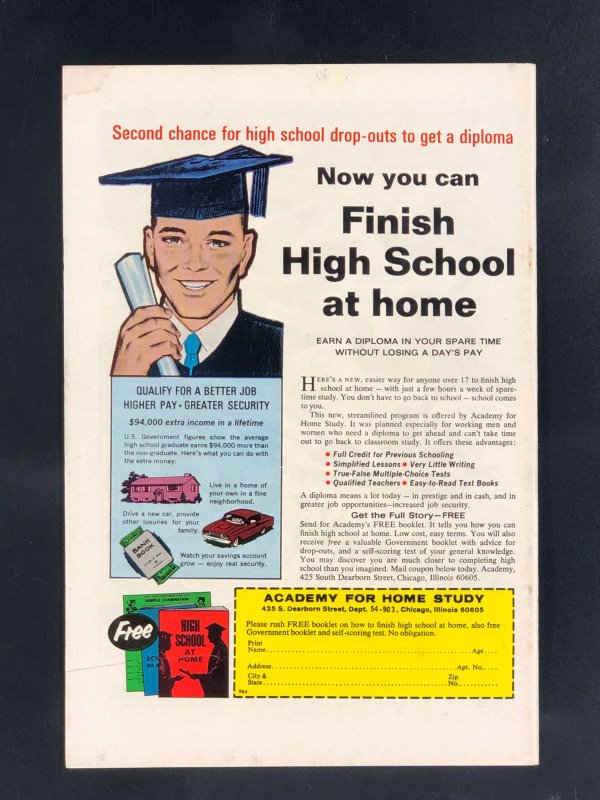 Second chance for high school drop-outs to get a diploma
Now you can
Finish
High School
at home
EARN A DIPLOMA IN YOUR SPARE TIME
WITHOUT LOSING A DAY'S PAY
QUALIFY FOR A BETTER JOB
HIGHER PAY • GREATER SECURITY
$94,000 extra income in a lifetime
U.S. Government figures show the average
high school graduate earns $94,000 more than
the non-graduate. Here's what you can do with
the extra money:
Live in a home of
your own in a fine
neighborhood.
Drive a new car, provide
other luxuries for your
family.
BANK
BOOK
Watch your savings account
grow — enjoy real security.
HERE'S A NEW, easier way for anyone over 17 to finish high
school at home — with just a few hours a week of spare-
time study. You don't have to go back to school — school comes
to you.
This new, streamlined program is offered by Academy for
Home Study. It was planned especially for working men and
women who need a diploma to get ahead and can't take time
out to go back to classroom study. It offers these advantages:
• Full Credit for Previous Schooling
• Simplified Lessons • Very Little Writing
• True-False Multiple-Choice Tests
• Qualified Teachers • Easy-to-Read Text Books
A diploma means a lot today — in prestige and in cash, and in
greater job opportunities—increased job security.
Get the Full Story—FREE
Send for Academy's FREE booklet. It tells you how you can
finish high school at home. Low cost, easy terms. You will also
receive free a valuable Government booklet with advice for
drop-outs, and a self-scoring test of your general knowledge.
You may discover you are much closer to completing high
school than you imagined. Mail coupon below today. Academy,
425 South Dearborn Street, Chicago, Illinois 60605.
Free
SAMPLE EXAMINATION
HIGH
SCHOOL
AT
HOME
ACADEMY FOR HOME STUDY
425 S. Dearborn Street, Dept. 54-903, Chicago, Illinois 60605
Please rush FREE booklet on how to finish high school at home, also free
Government booklet and self-scoring test. No obligation.
Print
Name Age
Address Apt. No.
City & Zip
State No.